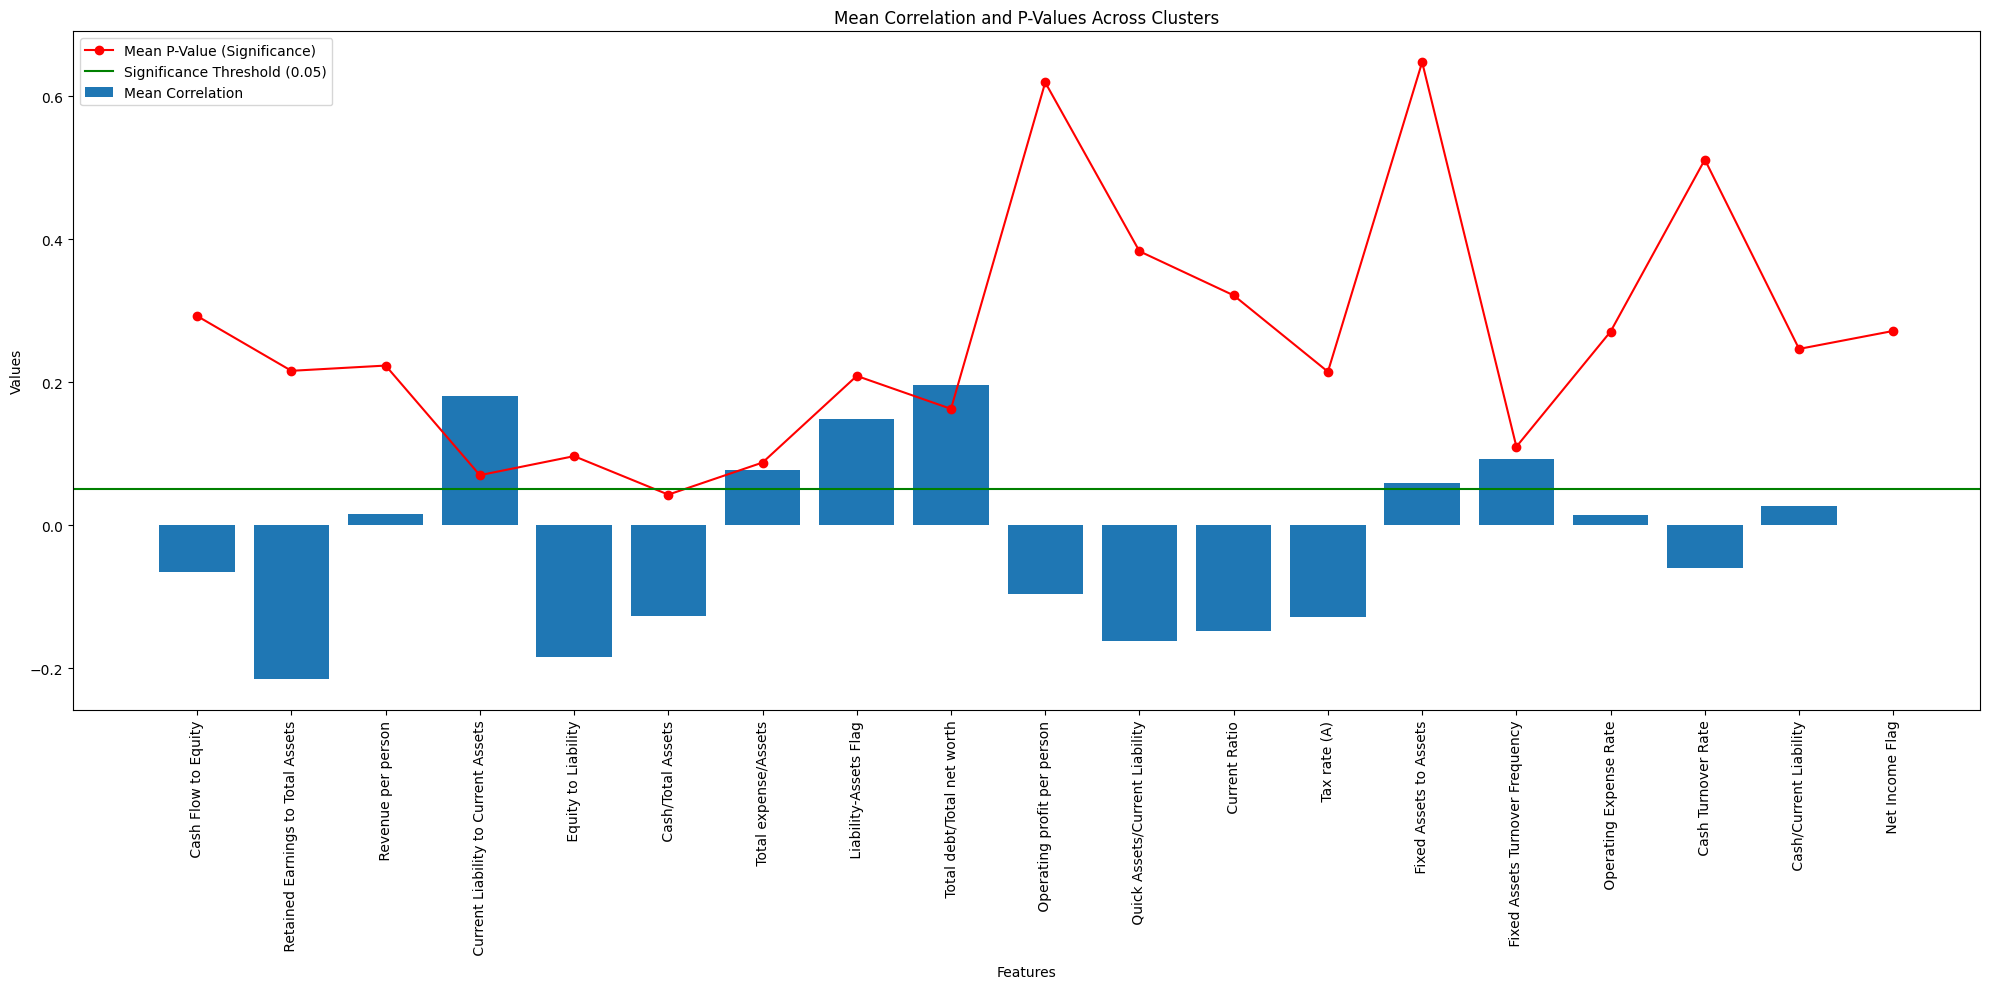 Mean Correlation and P-Values Across Clusters
Mean P-Value (Significance)
Significance Threshold (0.05)
Mean Correlation
Values
0.6
0.4
0.2
0.0
−0.2
Cash Flow to Equity
Retained Earnings to Total Assets
Revenue per person
Current Liability to Current Assets
Equity to Liability
Cash/Total Assets
Total expense/Assets
Liability-Assets Flag
Total debt/Total net worth
Operating profit per person
Quick Assets/Current Liability
Current Ratio
Tax rate (A)
Fixed Assets to Assets
Fixed Assets Turnover Frequency
Operating Expense Rate
Cash Turnover Rate
Cash/Current Liability
Net Income Flag
Features